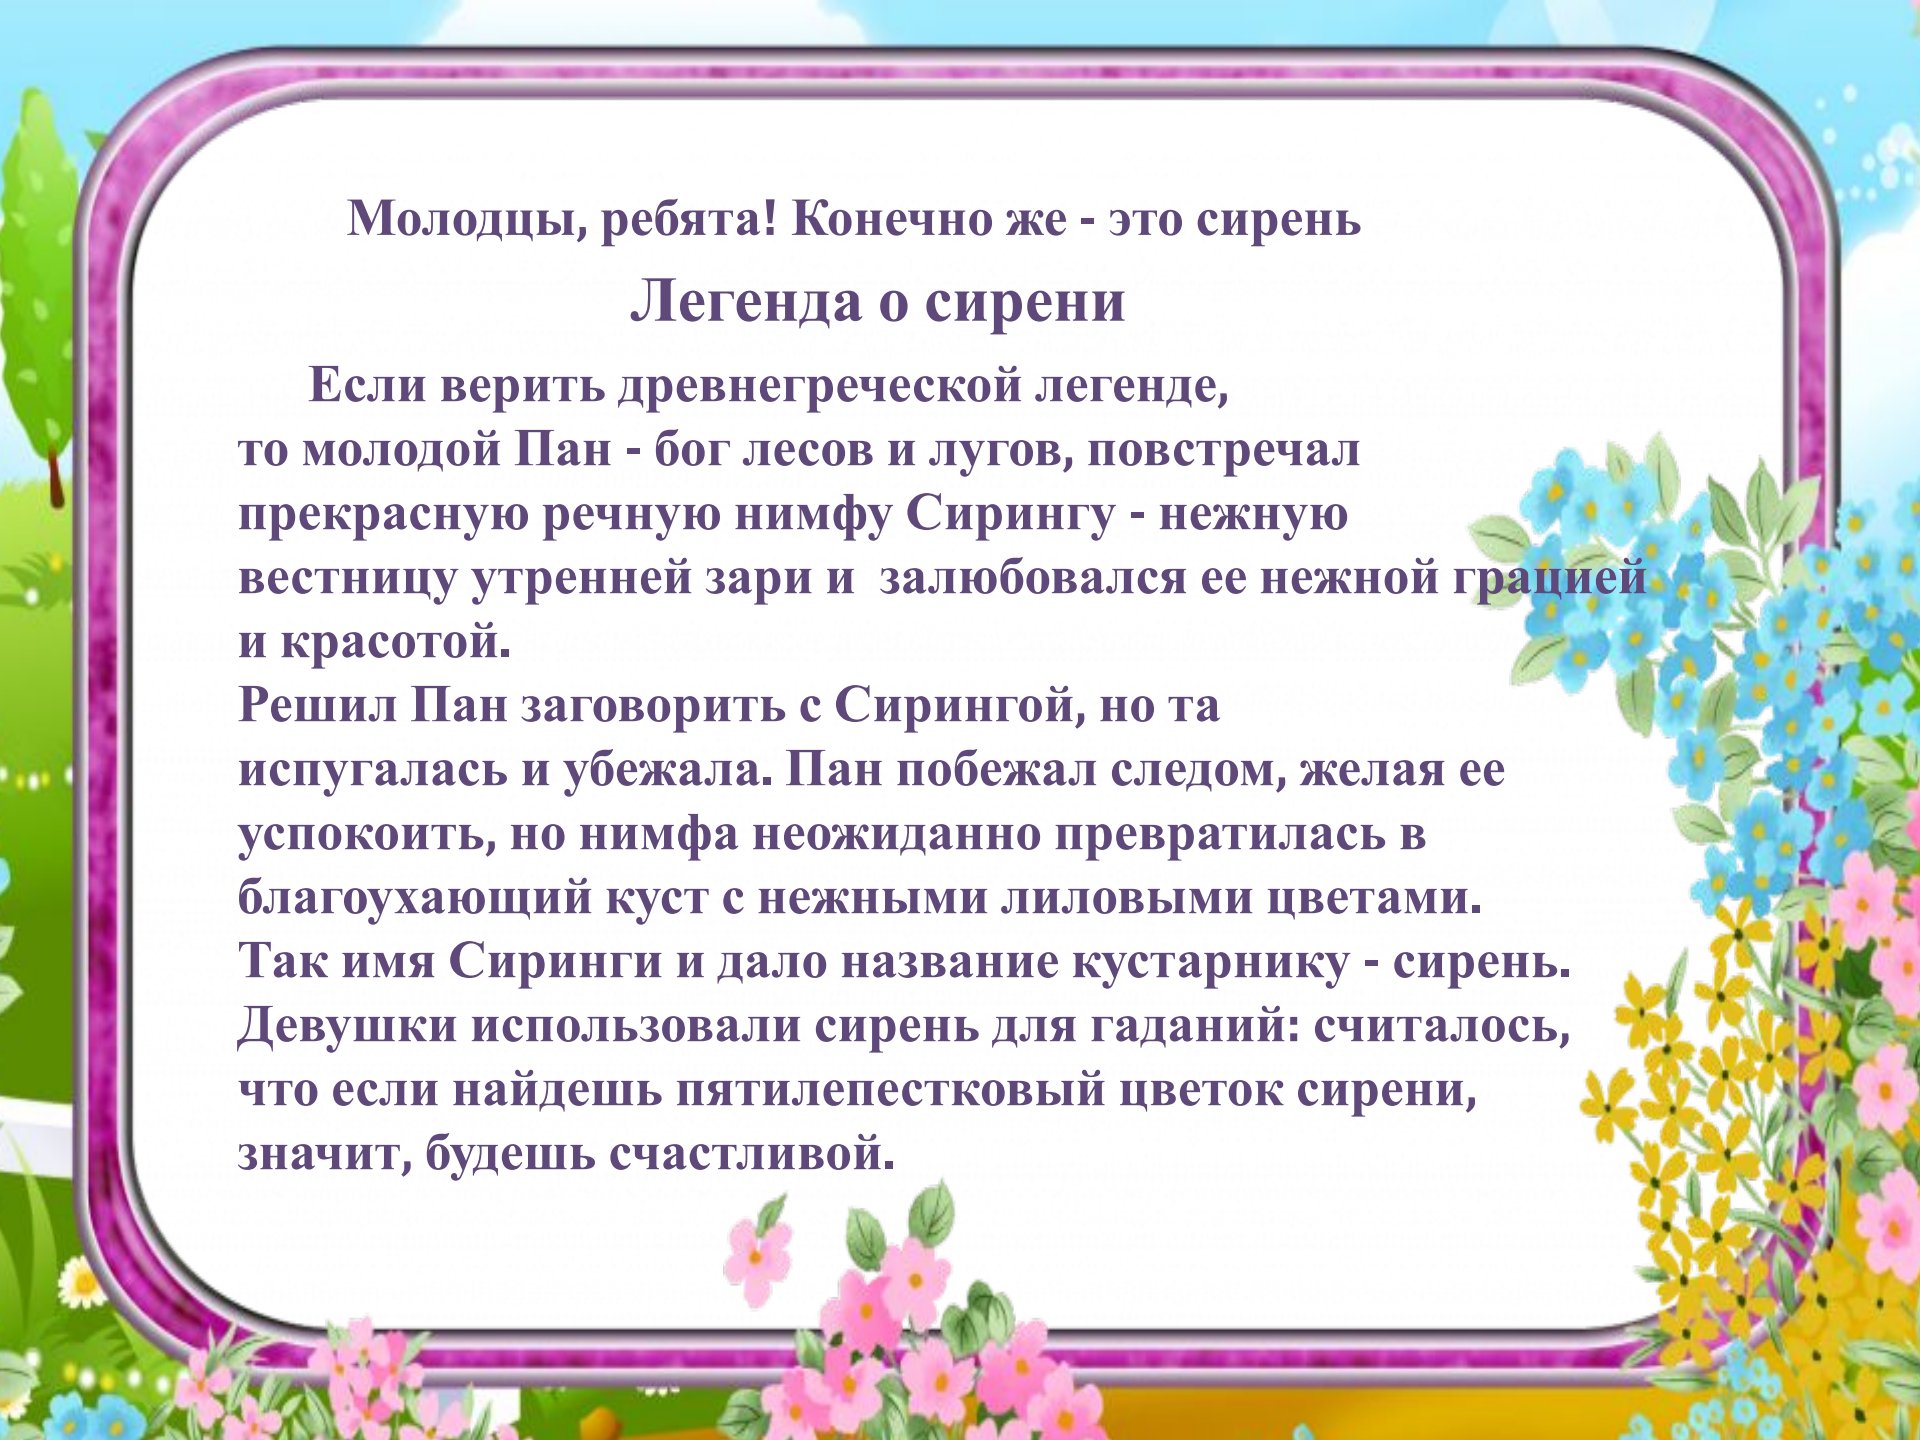 Молодцы, ребята! Конечно же - это сирень
Легенда о сирени
Если верить древнегреческой легенде,
то молодой Пан - бог лесов и лугов, повстречал
прекрасную речную нимфу Сирингу - нежную
вестницу утренней зари и  залюбовался ее нежной грацией
и красотой.
Решил Пан заговорить с Сирингой, но та
испугалась и убежала. Пан побежал следом, желая ее
успокоить, но нимфа неожиданно превратилась в
благоухающий куст с нежными лиловыми цветами.
Так имя Сиринги и дало название кустарнику - сирень.
Девушки использовали сирень для гаданий: считалось,
что если найдешь пятилепестковый цветок сирени,
значит, будешь счастливой.